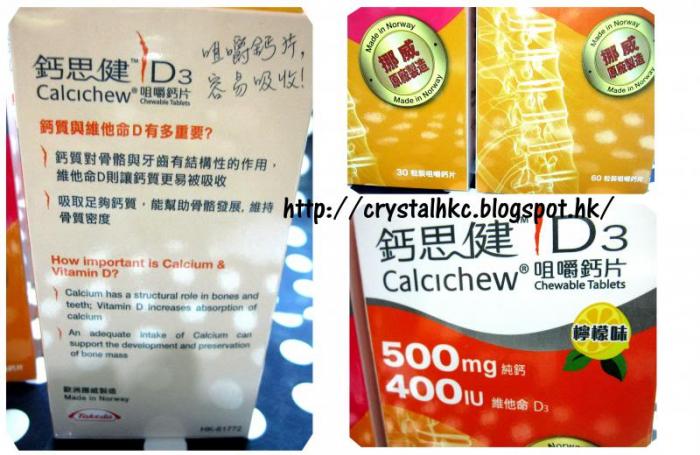 鈣思健™ D3
Calcichew® 咀嚼鈣片
Chewable Tablets
咀嚼鈣片,
容易吸收!
鈣質與維他命D有多重要?
鈣質對骨骼與牙齒有結構性的作用,
維他命D則讓鈣質更易被吸收
吸取足夠鈣質,能幫助骨骼發展,維持
骨質密度
How important is Calcium &
Vitamin D?
Calcium has a structural role in bones and
teeth; Vitamin D increases absorption of
calcium
An adequate intake of Calcium can
support the development and preservation
of bone mass
歐洲挪威製造
Made in Norway
Takeda
HK-61772
Made in Norway
挪威
原廠製造
Made in Norway
30 粒裝咀嚼鈣片
Made in Norway
挪威
原廠製造
Made in Norway
60 粒裝咀嚼鈣片
http://crystalhkc.blogspot.hk/
鈣思健™ D3
Calcichew® 咀嚼鈣片
Chewable Tablets
檸檬味
500mg 純鈣
400IU 維他命 D3
Norway